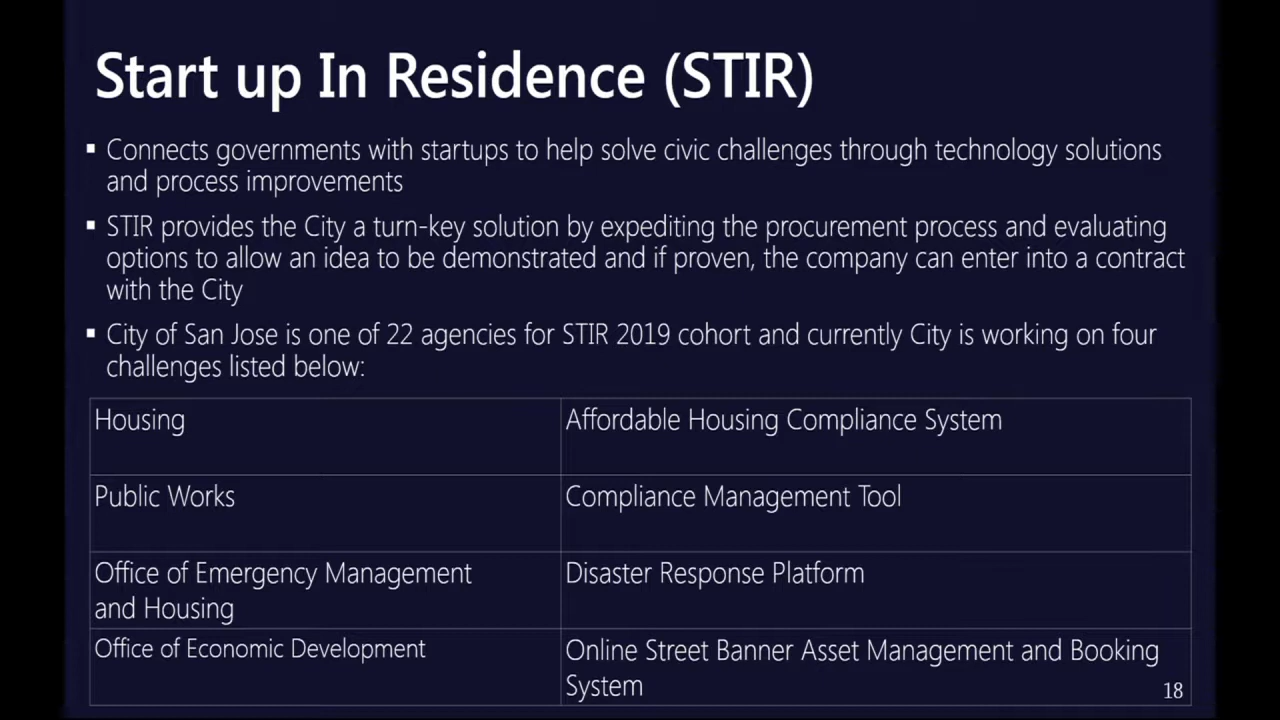 Start up In Residence (STIR)
▪ Connects governments with startups to help solve civic challenges through technology solutions
and process improvements
▪ STIR provides the City a turn-key solution by expediting the procurement process and evaluating
options to allow an idea to be demonstrated and if proven, the company can enter into a contract
with the City
▪ City of San Jose is one of 22 agencies for STIR 2019 cohort and currently City is working on four
challenges listed below:
Housing
Affordable Housing Compliance System
Public Works
Compliance Management Tool
Office of Emergency Management
and Housing
Disaster Response Platform
Office of Economic Development
Online Street Banner Asset Management and Booking
System
18